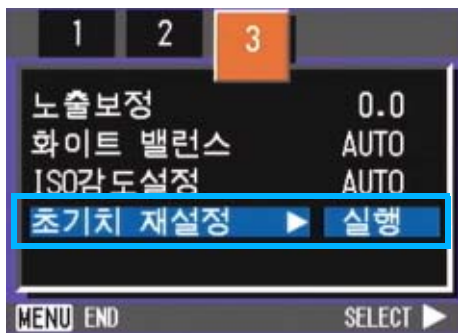 1 2 3
노출보정 0.0
화이트 밸런스 AUTO
ISO감도설정 AUTO
초기치 재설정 ▶ 실행
MENU END SELECT ▶